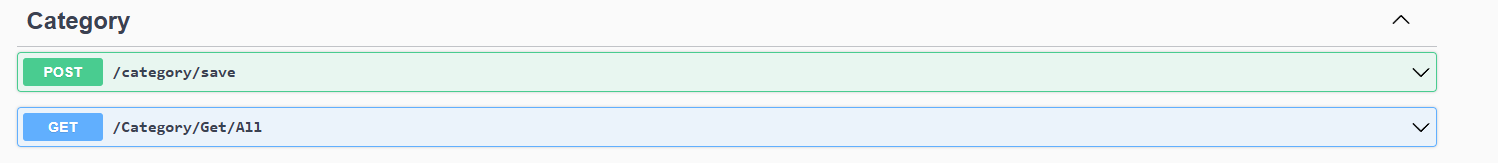 Category
POST /category/save
GET /Category/Get/All